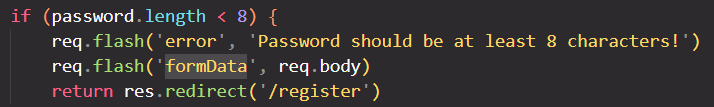 if (password.length < 8) {
req.flash('error', 'Password should be at least 8 characters!')
req.flash('formData', req.body)
return res.redirect('/register')